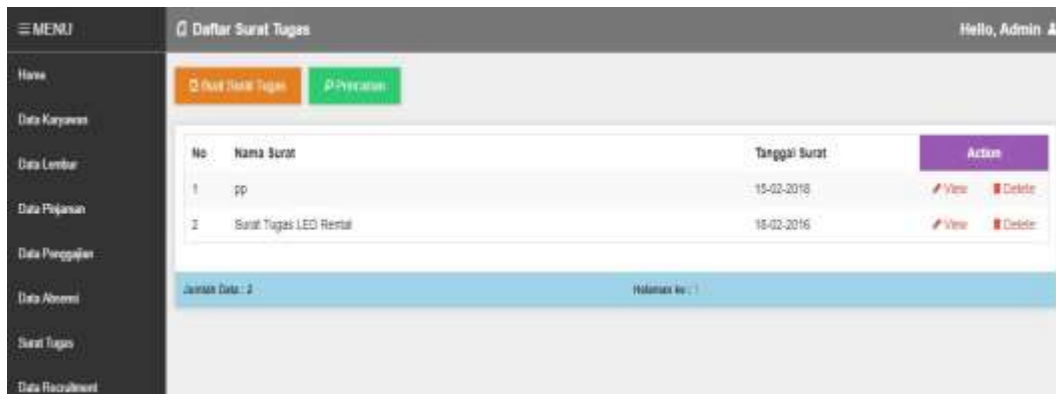 MENU
Daftar Surat Tugas
Hello, Admin
Home
Buat Surat Tugas
Pencarian
Data Karyawan
Data Lembur
Data Pinjaman
Data Penggajian
Data Absensi
Surat Tugas
Data Recruitment
No Nama Surat Tanggal Surat Action
1 pp 15-02-2016 View Delete
2 Surat Tugas LED Rental 16-02-2016 View Delete
Jumlah Data : 2 Halaman ke : 1